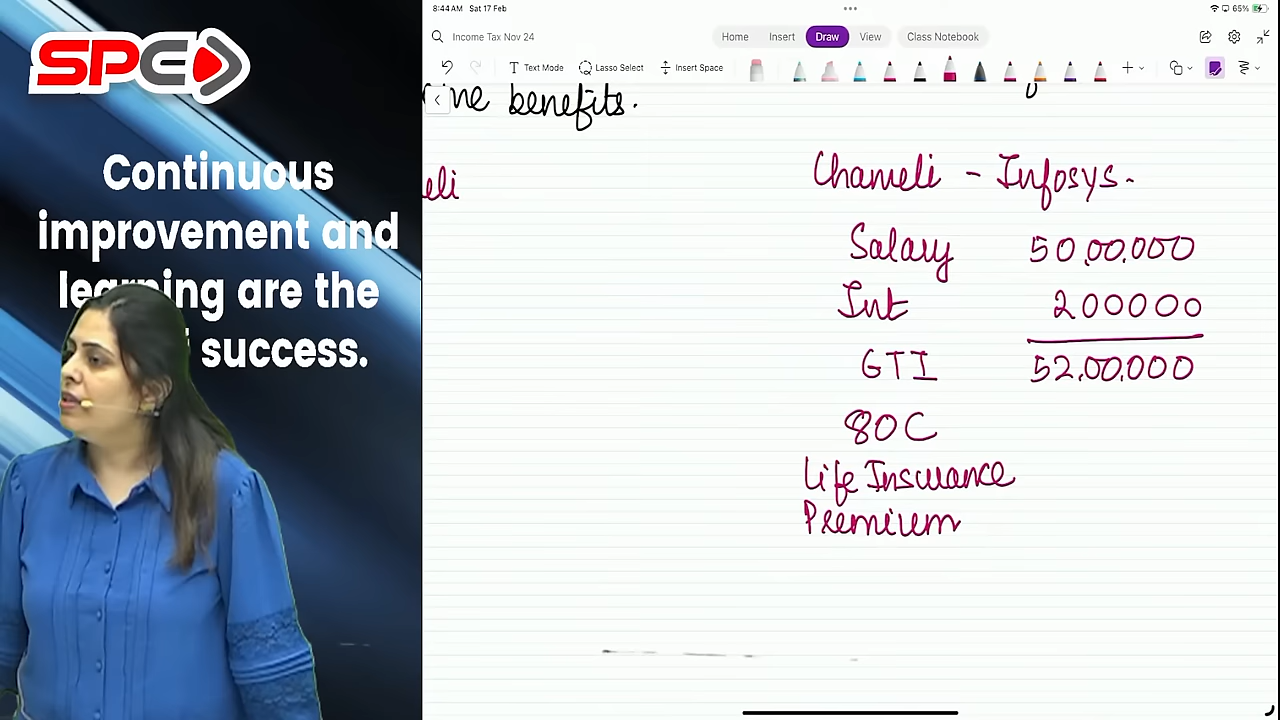 8:44 AM Sat 17 Feb
65%
Income Tax Nov 24
Home Insert Draw View Class Notebook
Text Mode Lasso Select Insert Space
SPE
Continuous
improvement and
learning are the
success.
benefits.
eli
Chameli - Infosys.
Salary 50,00,000
Int 200000
GTI 52,00,000
80C
Life Insurance
Premium